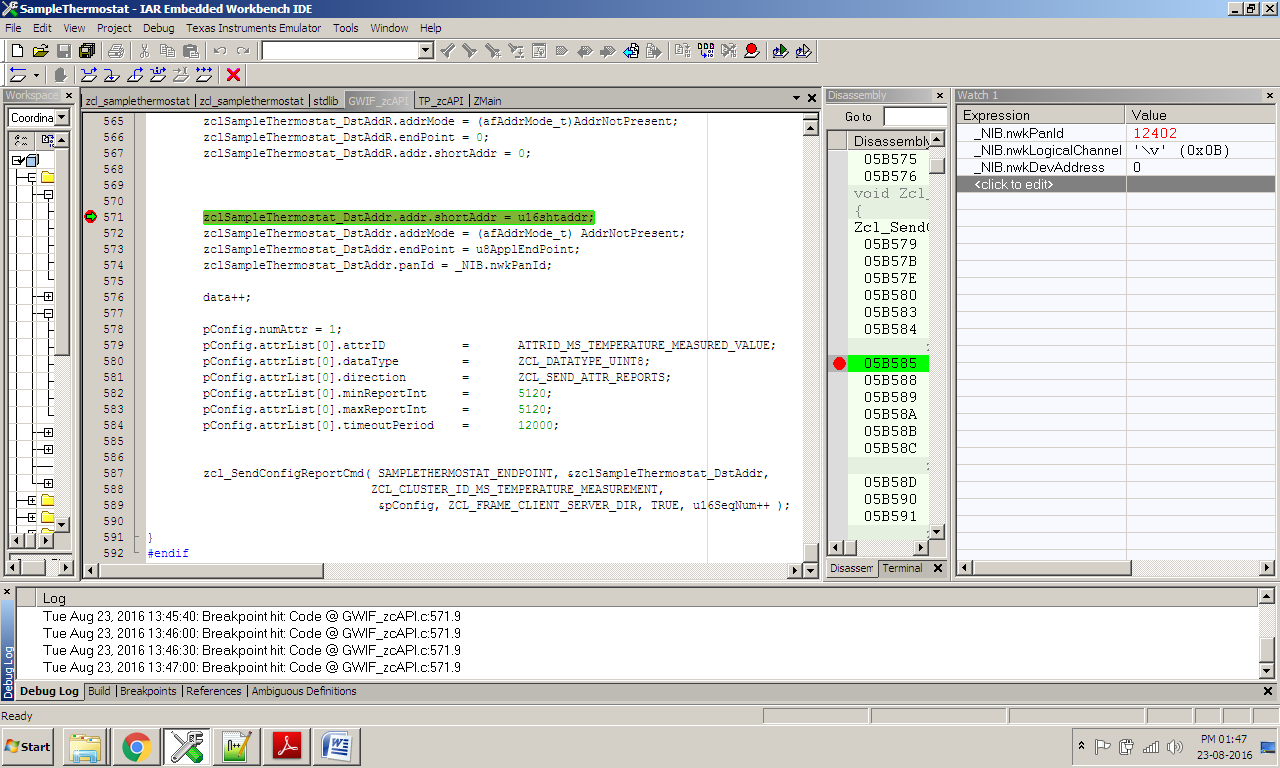 SampleThermostat - IAR Embedded Workbench IDE
File Edit View Project Debug Texas Instruments Emulator Tools Window Help
Workspace
Coordina
zcl_samplethermostat zcl_samplethermostat stdlib GWIF_zcAPI TP_zcAPI ZMain
565 zclSampleThermostat_DstAddR.addrMode = (afAddrMode_t)AddrNotPresent;
566 zclSampleThermostat_DstAddR.endPoint = 0;
567 zclSampleThermostat_DstAddR.addr.shortAddr = 0;
568
569
570
571 zclSampleThermostat_DstAddr.addr.shortAddr = u16shtaddr;
572 zclSampleThermostat_DstAddr.addrMode = (afAddrMode_t) AddrNotPresent;
573 zclSampleThermostat_DstAddr.endPoint = u8ApplEndPoint;
574 zclSampleThermostat_DstAddr.panId = _NIB.nwkPanId;
575
576 data++;
577
578 pConfig.numAttr = 1;
579 pConfig.attrList[0].attrID = ATTRID_MS_TEMPERATURE_MEASURED_VALUE;
580 pConfig.attrList[0].dataType = ZCL_DATATYPE_UINT8;
581 pConfig.attrList[0].direction = ZCL_SEND_ATTR_REPORTS;
582 pConfig.attrList[0].minReportInt = 5120;
583 pConfig.attrList[0].maxReportInt = 5120;
584 pConfig.attrList[0].timeoutPeriod = 12000;
585
586
587 zcl_SendConfigReportCmd( SAMPLETHERMOSTAT_ENDPOINT, &zclSampleThermostat_DstAddr,
588 ZCL_CLUSTER_ID_MS_TEMPERATURE_MEASUREMENT,
589 &pConfig, ZCL_FRAME_CLIENT_SERVER_DIR, TRUE, u16SeqNum++ );
590
591 }
592 #endif
Disassembly
Go to
Disassembly
05B575
05B576
void Zcl_
{
Zcl_Send
05B579
05B57B
05B57E
05B580
05B583
05B584
05B585
05B588
05B589
05B58A
05B58B
05B58C
05B58D
05B590
05B591
Disassem Terminal
Watch 1
Expression Value
_NIB.nwkPanId 12402
_NIB.nwkLogicalChannel '\v' (0x0B)
_NIB.nwkDevAddress 0
<click to edit>
Debug Log
Log
Tue Aug 23, 2016 13:45:40: Breakpoint hit: Code @ GWIF_zcAPI.c:571.9
Tue Aug 23, 2016 13:46:00: Breakpoint hit: Code @ GWIF_zcAPI.c:571.9
Tue Aug 23, 2016 13:46:30: Breakpoint hit: Code @ GWIF_zcAPI.c:571.9
Tue Aug 23, 2016 13:47:00: Breakpoint hit: Code @ GWIF_zcAPI.c:571.9
Debug Log Build Breakpoints References Ambiguous Definitions
Ready
Start
PM 01:47
23-08-2016